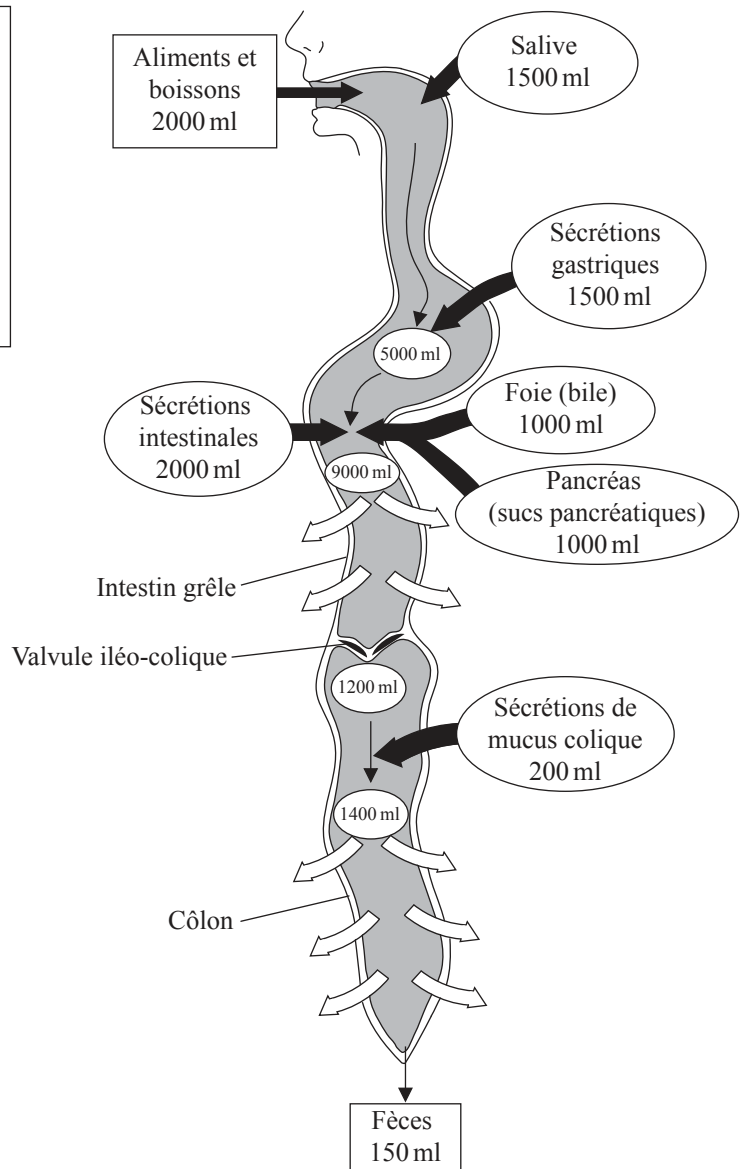 Aliments et
boissons
2000 ml
Salive
1500 ml
Sécrétions
gastriques
1500 ml
5000 ml
Sécrétions
intestinales
2000 ml
Foie (bile)
1000 ml
9000 ml
Pancréas
(sucs pancréatiques)
1000 ml
Intestin grêle
Valvule iléo-colique
1200 ml
Sécrétions de
mucus colique
200 ml
1400 ml
Côlon
Fèces
150 ml